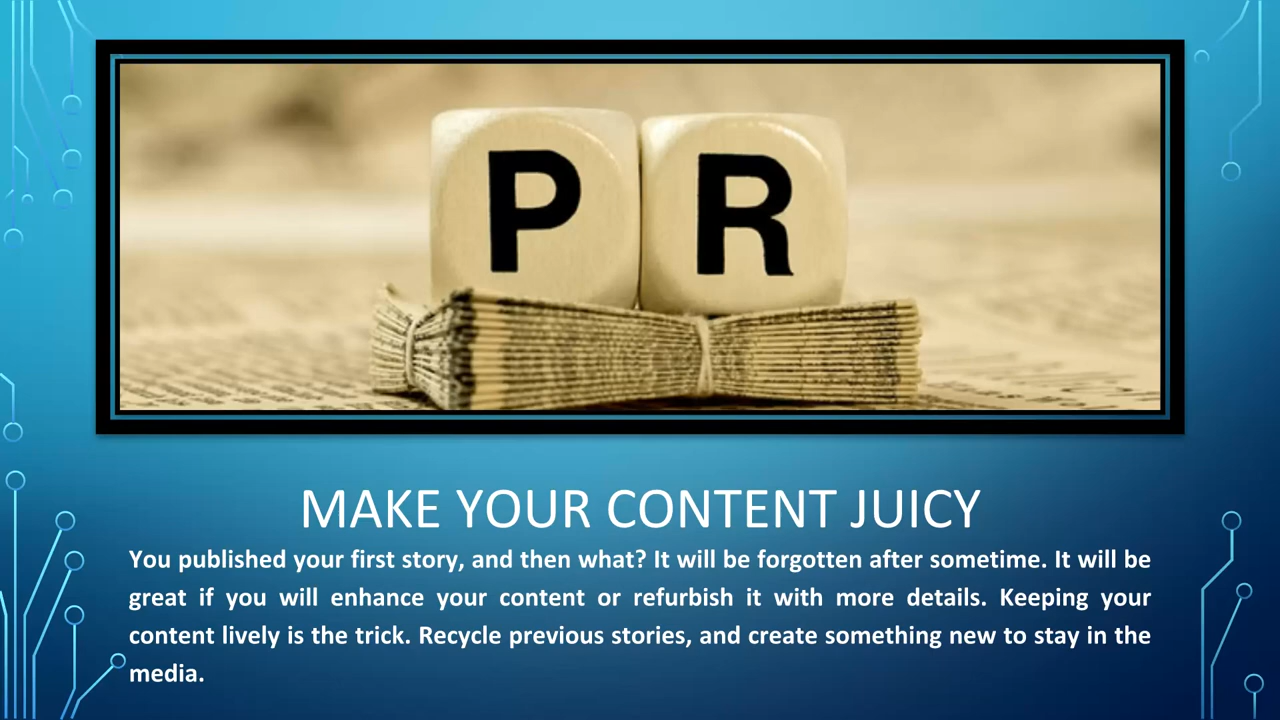 P R
MAKE YOUR CONTENT JUICY
You published your first story, and then what? It will be forgotten after sometime. It will be
great if you will enhance your content or refurbish it with more details. Keeping your
content lively is the trick. Recycle previous stories, and create something new to stay in the
media.